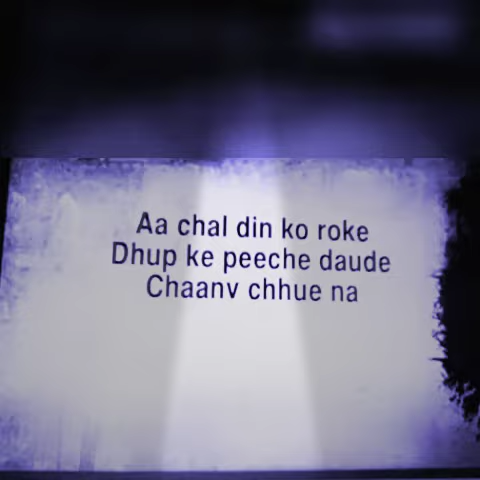 Aa chal din ko roke
Dhup ke peeche daude
Chaanv chhue na